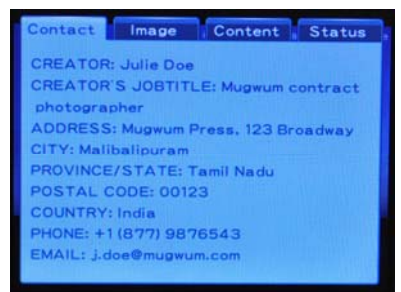 Contact Image Content Status
CREATOR: Julie Doe
CREATOR'S JOBTITLE: Mugwum contract
photographer
ADDRESS: Mugwum Press, 123 Broadway
CITY: Malibalipuram
PROVINCE/STATE: Tamil Nadu
POSTAL CODE: 00123
COUNTRY: India
PHONE: +1 (877) 9876543
EMAIL: j.doe@mugwum.com